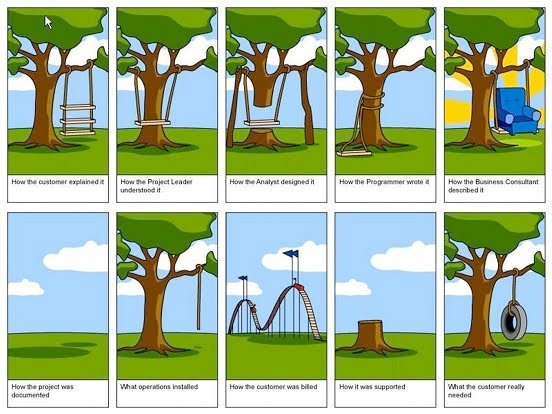 How the customer explained it
How the Project Leader
understood it
How the Analyst designed it
How the Programmer wrote it
How the Business Consultant
described it
How the project was
documented
What operations installed
How the customer was billed
How it was supported
What the customer really
needed